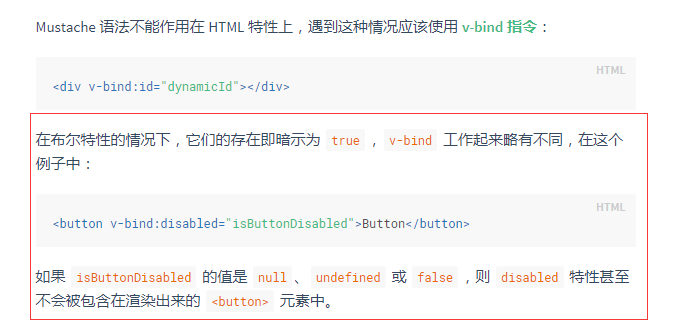 Mustache 语法不能作用在 HTML 特性上，遇到这种情况应该使用 v-bind 指令：
HTML
<div v-bind:id="dynamicId"></div>
在布尔特性的情况下，它们的存在即暗示为 true ，v-bind 工作起来略有不同，在这个
例子中：
HTML
<button v-bind:disabled="isButtonDisabled">Button</button>
如果 isButtonDisabled 的值是 null 、 undefined 或 false ，则 disabled 特性甚至
不会被包含在渲染出来的 <button> 元素中。